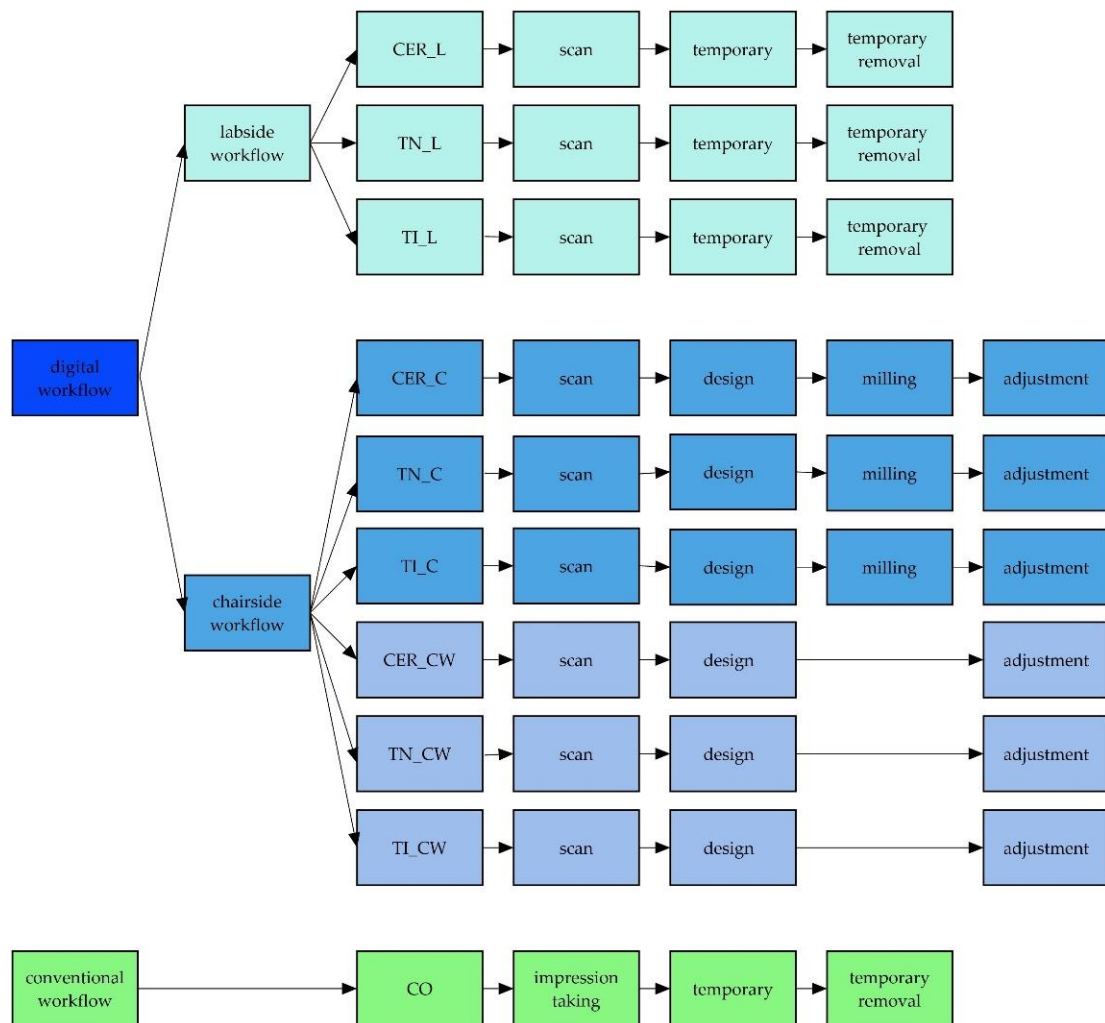 CER_L
scan
temporary
temporary
removal
labside
workflow
TN_L
scan
temporary
temporary
removal
TI_L
scan
temporary
temporary
removal
digital
workflow
CER_C
scan
design
milling
adjustment
TN_C
scan
design
milling
adjustment
TI_C
scan
design
milling
adjustment
chairside
workflow
CER_CW
scan
design
adjustment
TN_CW
scan
design
adjustment
TI_CW
scan
design
adjustment
conventional
workflow
CO
impression
taking
temporary
temporary
removal